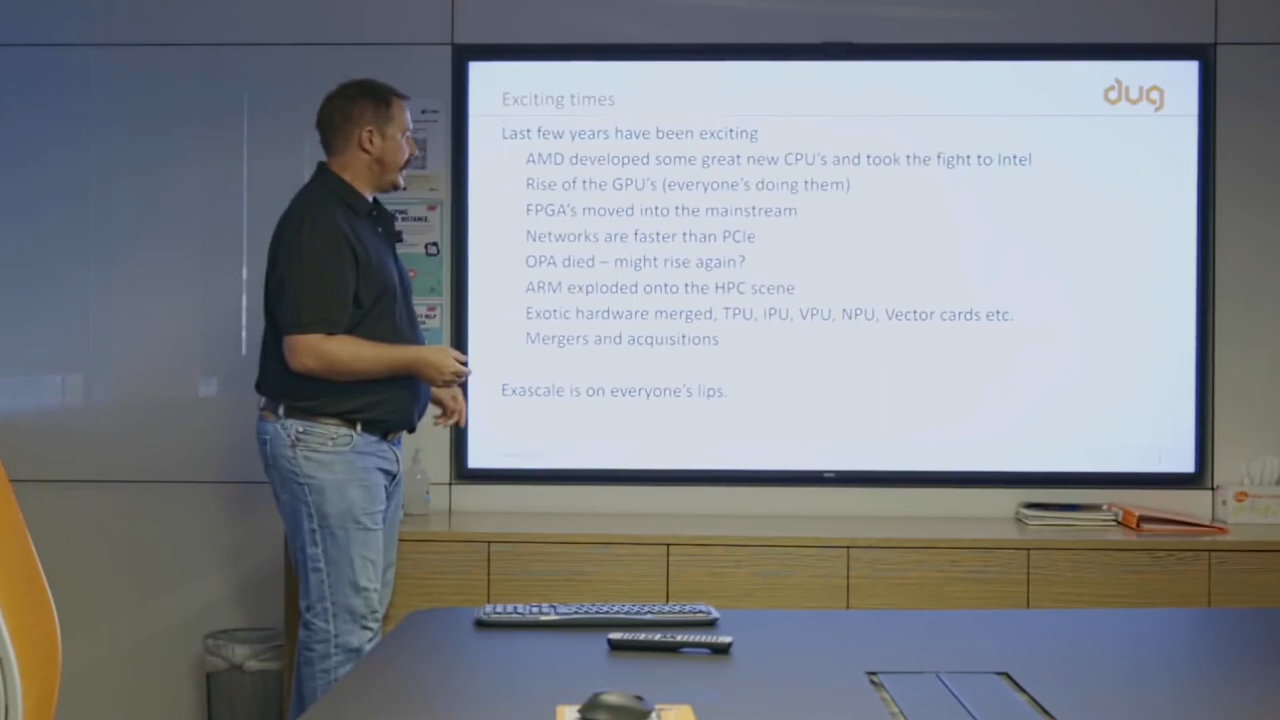 Exciting times
dug
Last few years have been exciting
AMD developed some great new CPU's and took the fight to Intel
Rise of the GPU's (everyone's doing them)
FPGA's moved into the mainstream
Networks are faster than PCIe
OPA died – might rise again?
ARM exploded onto the HPC scene
Exotic hardware merged, TPU, IPU, VPU, NPU, Vector cards etc.
Mergers and acquisitions
Exascale is on everyone's lips.
DISTANCE.